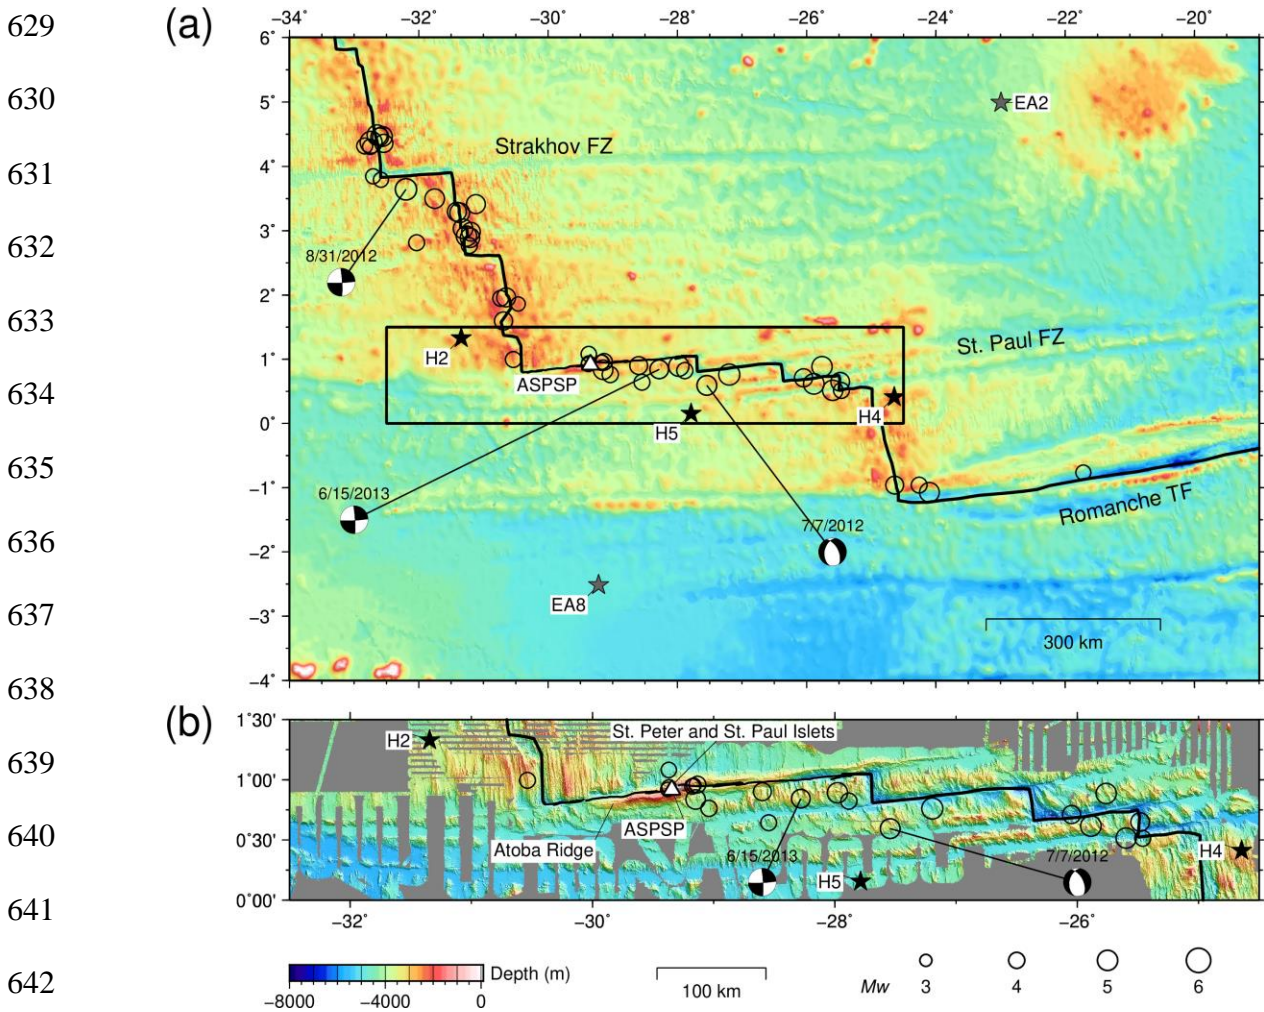 629
630
631
632
633
634
635
636
637
638
639
640
641
642
(a)
−34 −32 −30 −28 −26 −24 −22 −20
6°
5°
4°
3°
2°
1°
0°
−1°
−2°
−3°
−4°
EA2
Strakhov FZ
8/31/2012
H2
St. Paul FZ
ASPSP
H4
H5
6/15/2013
Romanche TF
7/7/2012
EA8
300 km
(b)
1°30'
1°00'
0°30'
0°00'
St. Peter and St. Paul Islets
H2
ASPSP
Atoba Ridge
6/15/2013
7/7/2012
H5
H4
−32 −30 −28 −26
Depth (m)
−8000 −4000 0
100 km
Mw 3 4 5 6